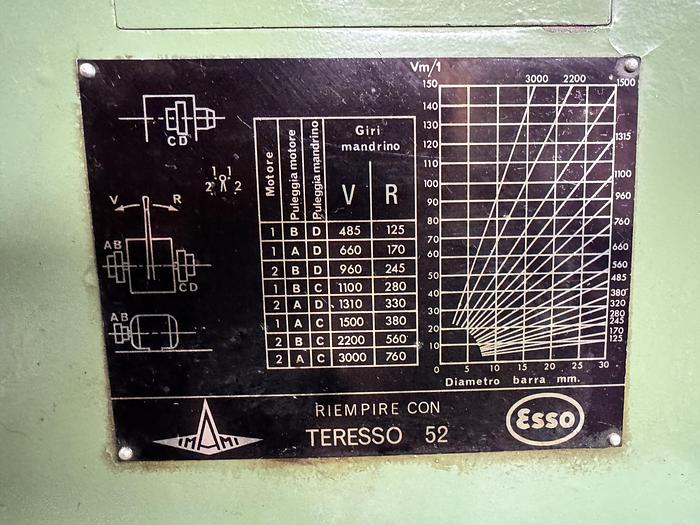 Vm/1
3000 2200 1500
150
140
130
120
110
100
90
80
70
60
50
40
30
20
10
0
1315
1100
960
760
660
560
485
380
320
280
245
170
125
5 10 15 20 25 30
Diametro barra mm.
C D
1 1
2 A 2
V R
A B
C D
A B
Motore Puleggia motore Puleggia mandrino Giri mandrino
V R
1 B D 485 125
1 A D 660 170
2 B D 960 245
1 B C 1100 280
2 A D 1310 330
1 A C 1500 380
2 B C 2200 560
2 A C 3000 760
IMAMI
RIEMPIRE CON
TERESSO 52
Esso